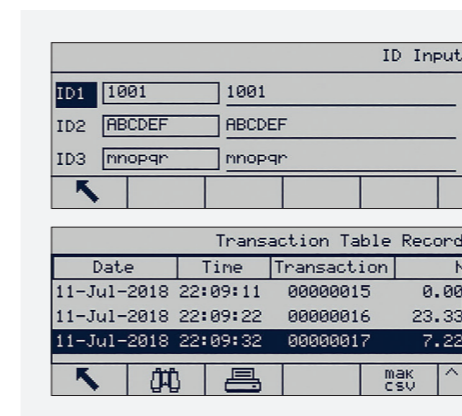 ID Input
ID1 1001 1001
ID2 ABCDEF ABCDEF
ID3 mnopqr mnopqr
Transaction Table Record
Date Time Transaction N
11-Jul-2018 22:09:11 00000015 0.00
11-Jul-2018 22:09:22 00000016 23.33
11-Jul-2018 22:09:32 00000017 7.22
мак
csv